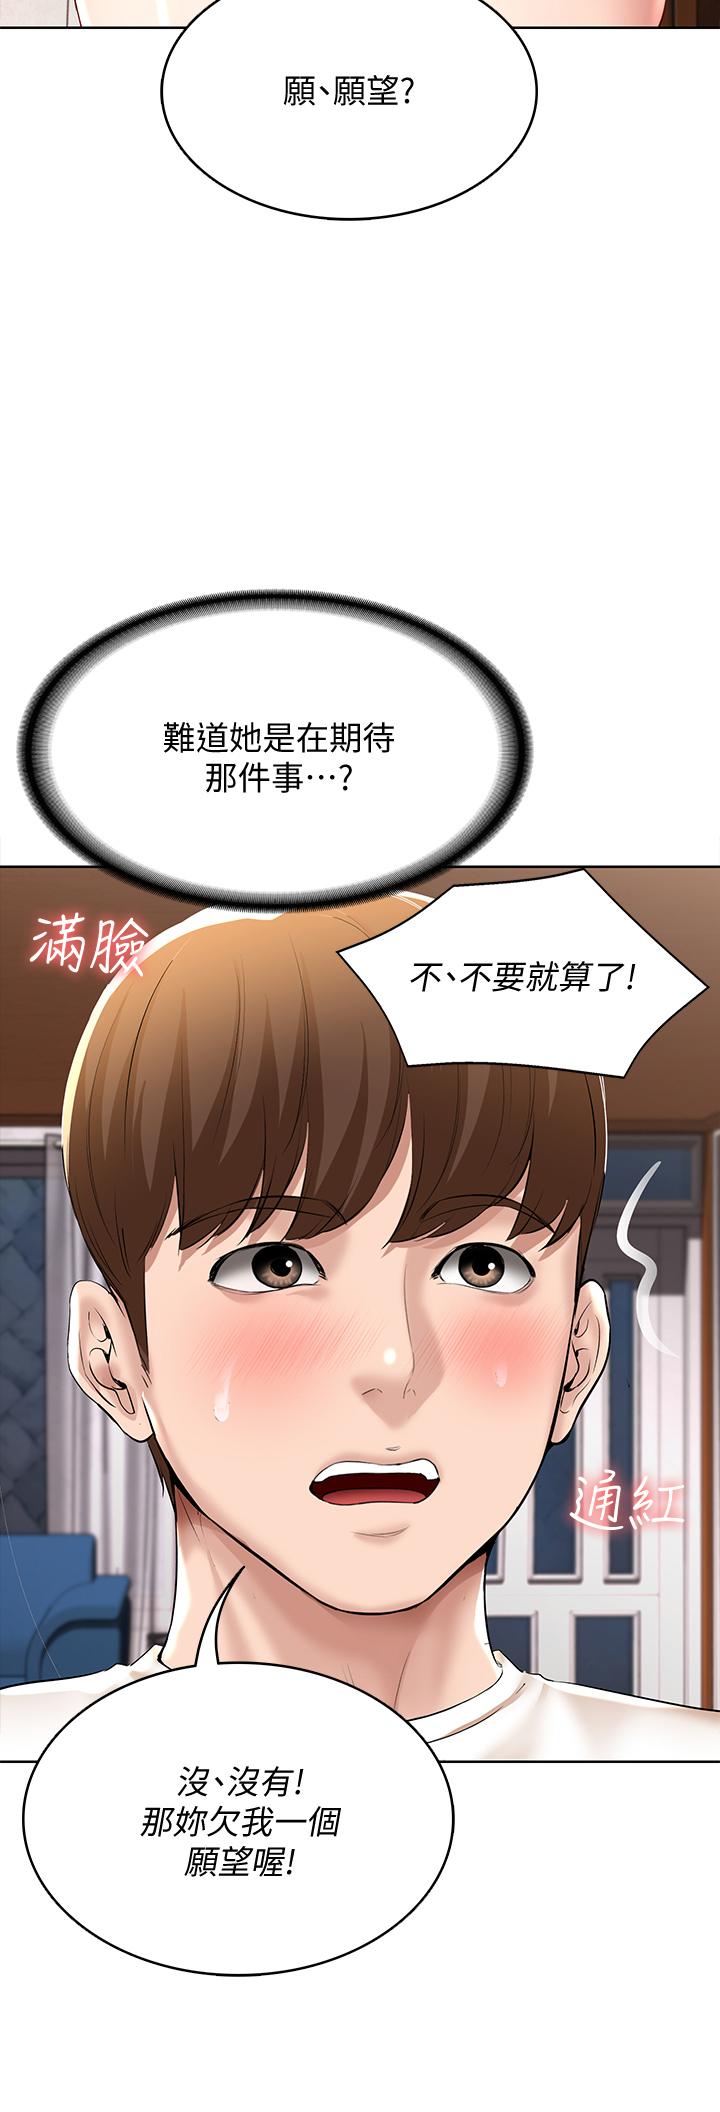 願、願望?
難道她是在期待
那件事⋯?
滿臉
不、不要就算了!
通紅
沒、沒有!
那妳欠我一個
願望喔!